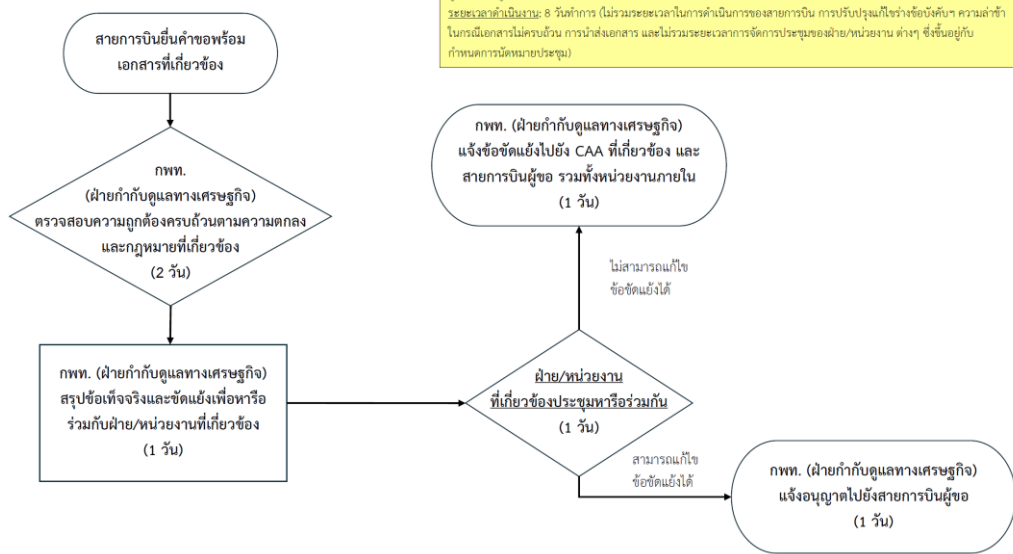 ระยะเวลาดำเนินงาน: 8 วันทำการ (ไม่รวมระยะเวลาในการดำเนินการของสายการบิน การปรับปรุงแก้ไขร่างข้อบังคับฯ ความล่าช้า
ในกรณีเอกสารไม่ครบถ้วน การนำส่งเอกสาร และไม่รวมระยะเวลาการจัดการประชุมของฝ่าย/หน่วยงาน ต่างๆ ซึ่งขึ้นอยู่กับ
กำหนดการนัดหมายประชุม)
สายการบินยื่นคำขอพร้อม
เอกสารที่เกี่ยวข้อง
กพท.
(ฝ่ายกำกับดูแลทางเศรษฐกิจ)
ตรวจสอบความถูกต้องครบถ้วนตามความตกลง
และกฎหมายที่เกี่ยวข้อง
(2 วัน)
กพท. (ฝ่ายกำกับดูแลทางเศรษฐกิจ)
สรุปข้อเท็จจริงและขัดแย้งเพื่อหารือ
ร่วมกับฝ่าย/หน่วยงานที่เกี่ยวข้อง
(1 วัน)
กพท. (ฝ่ายกำกับดูแลทางเศรษฐกิจ)
แจ้งข้อขัดแย้งไปยัง CAA ที่เกี่ยวข้อง และ
สายการบินผู้ขอ รวมทั้งหน่วยงานภายใน
(1 วัน)
ไม่สามารถแก้ไข
ข้อขัดแย้งได้
ฝ่าย/หน่วยงาน
ที่เกี่ยวข้องประชุมหารือร่วมกัน
(1 วัน)
สามารถแก้ไข
ข้อขัดแย้งได้
กพท. (ฝ่ายกำกับดูแลทางเศรษฐกิจ)
แจ้งอนุญาตไปยังสายการบินผู้ขอ
(1 วัน)